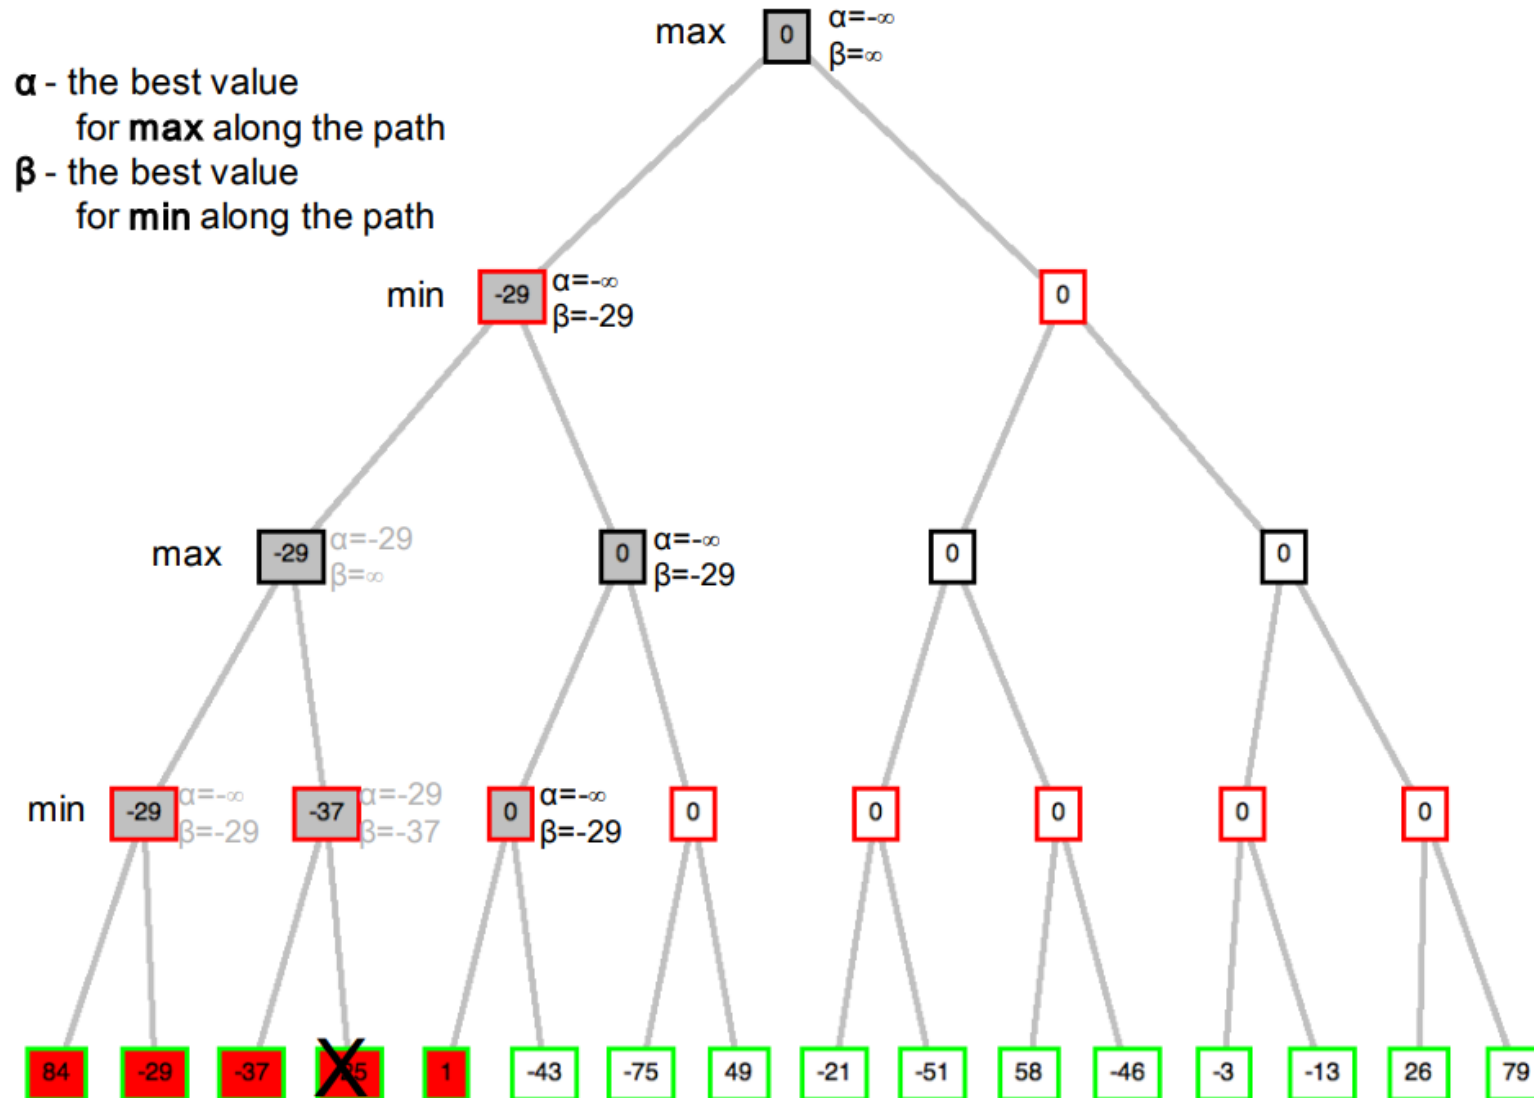 max 0 α=-∞
β=∞
α - the best value
for max along the path
β - the best value
for min along the path
min -29 α=-∞ 0
β=-29
max -29 α=-29 0 α=-∞ 0 0
β=∞ β=-29
min -29 α=-∞ -37 α=-29 0 α=-∞ 0 0 0 0 0
β=-29 β=-37 β=-29
84 -29 -37 X 1 -43 -75 49 -21 -51 58 -46 -3 -13 26 79